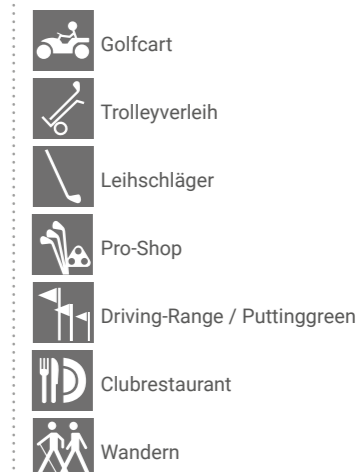 Golfcart
Trolleyverleih
Leihschläger
Pro-Shop
Driving-Range / Puttinggreen
Clubrestaurant
Wandern